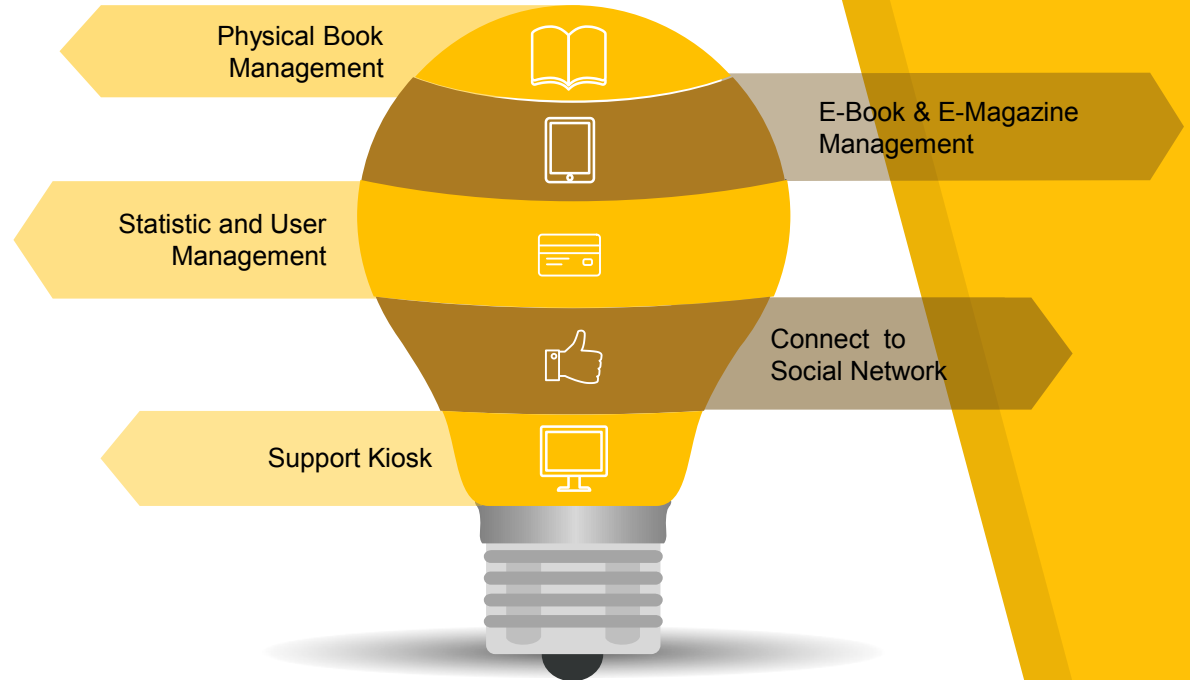 Physical Book
Management
E-Book & E-Magazine
Management
Statistic and User
Management
Connect  to
Social Network
Support Kiosk